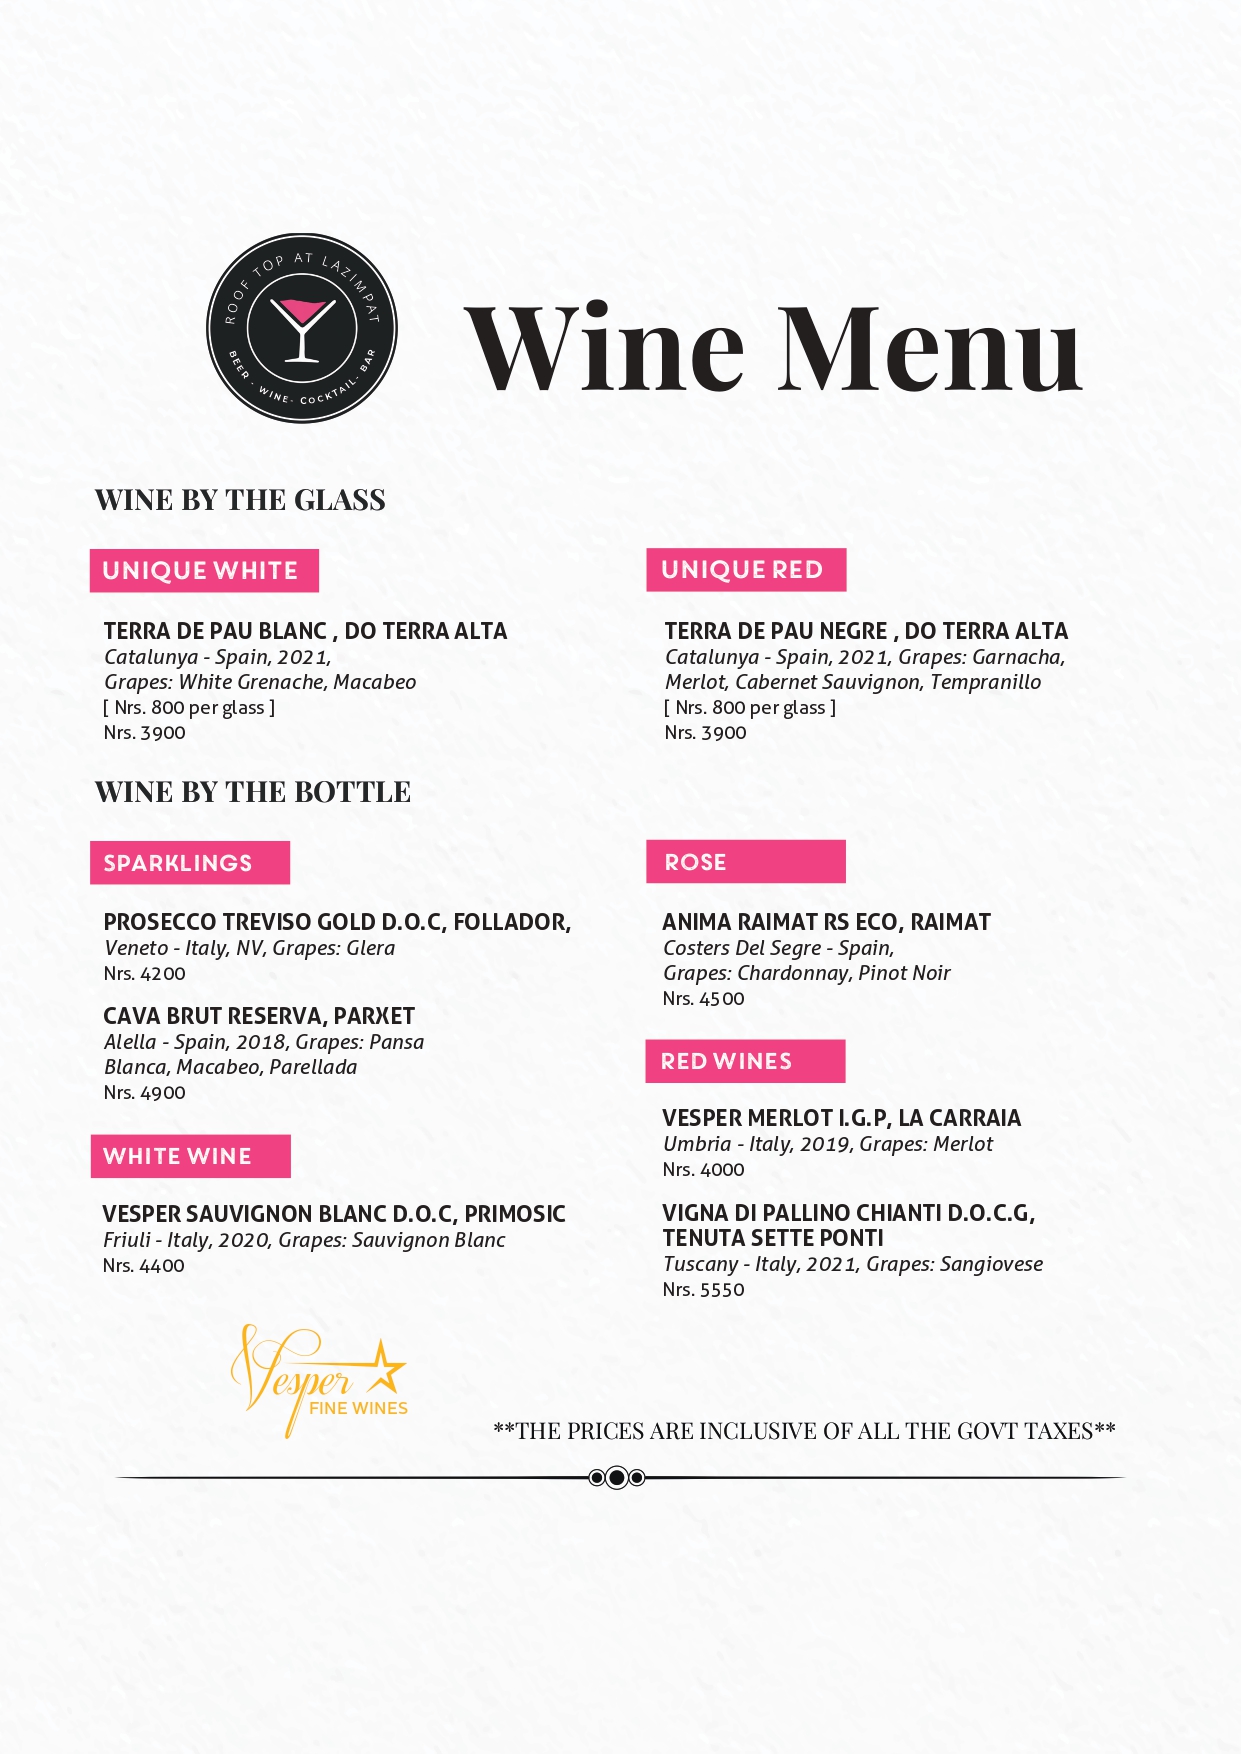 ROOF TOP AT LAZIMPAT
BEER · WINE- COCKTAIL- BAR
Wine Menu
WINE BY THE GLASS
UNIQUE WHITE
TERRA DE PAU BLANC , DO TERRA ALTA
Catalunya - Spain, 2021,
Grapes: White Grenache, Macabeo
[ Nrs. 800 per glass ]
Nrs. 3900
UNIQUE RED
TERRA DE PAU NEGRE , DO TERRA ALTA
Catalunya - Spain, 2021, Grapes: Garnacha,
Merlot, Cabernet Sauvignon, Tempranillo
[ Nrs. 800 per glass ]
Nrs. 3900
WINE BY THE BOTTLE
SPARKLINGS
PROSECCO TREVISO GOLD D.O.C, FOLLADOR,
Veneto - Italy, NV, Grapes: Glera
Nrs. 4200
CAVA BRUT RESERVA, PARXET
Alella - Spain, 2018, Grapes: Pansa
Blanca, Macabeo, Parellada
Nrs. 4900
WHITE WINE
VESPER SAUVIGNON BLANC D.O.C, PRIMOSIC
Friuli - Italy, 2020, Grapes: Sauvignon Blanc
Nrs. 4400
ROSE
ANIMA RAIMAT RS ECO, RAIMAT
Costers Del Segre - Spain,
Grapes: Chardonnay, Pinot Noir
Nrs. 4500
RED WINES
VESPER MERLOT I.G.P, LA CARRAIA
Umbria - Italy, 2019, Grapes: Merlot
Nrs. 4000
VIGNA DI PALLINO CHIANTI D.O.C.G,
TENUTA SETTE PONTI
Tuscany - Italy, 2021, Grapes: Sangiovese
Nrs. 5550
Vesper
FINE WINES
**THE PRICES ARE INCLUSIVE OF ALL THE GOVT TAXES**